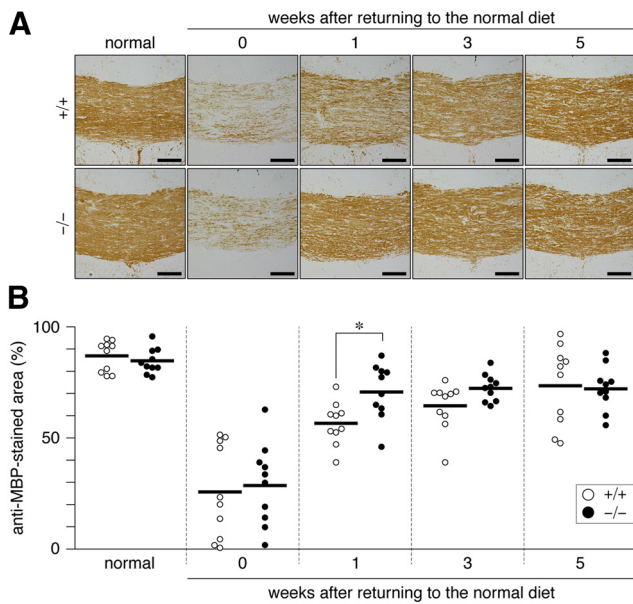 A
weeks after returning to the normal diet
normal 0 1 3 5
+/+
−/−
B
anti-MBP-stained area (%)
100
50
0
*
+/+
−/−
normal 0 1 3 5
weeks after returning to the normal diet